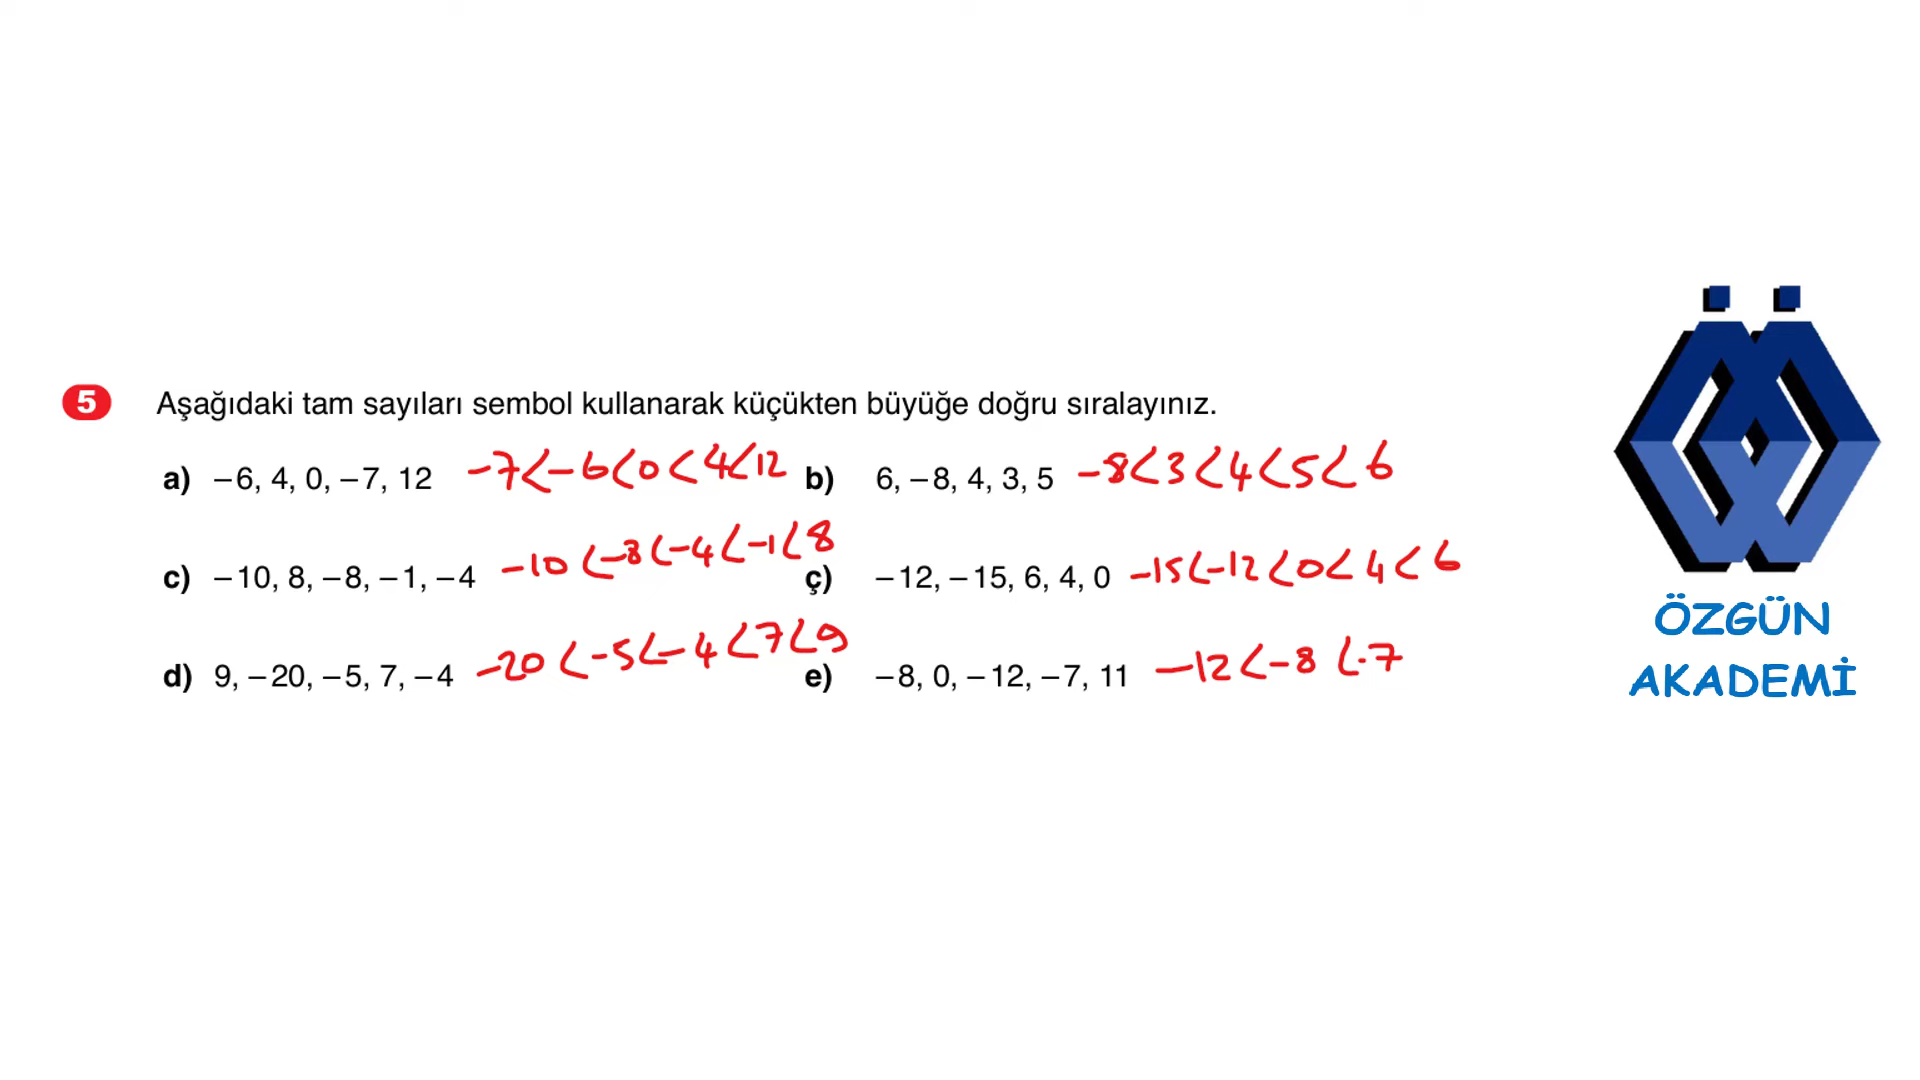 5 Aşağıdaki tam sayıları sembol kullanarak küçükten büyüğe doğru sıralayınız.
a) −6, 4, 0, −7, 12 -7<-6<0<4<12 b) 6, −8, 4, 3, 5 -8<3<4<5<6
c) −10, 8, −8, −1, −4 -10<-8<-4<-1<8 ç) −12, −15, 6, 4, 0 -15<-12<0<4<6
d) 9, −20, −5, 7, −4 -20<-5<-4<7<9 e) −8, 0, −12, −7, 11 -12<-8<-7
ÖZGÜN
AKADEMİ